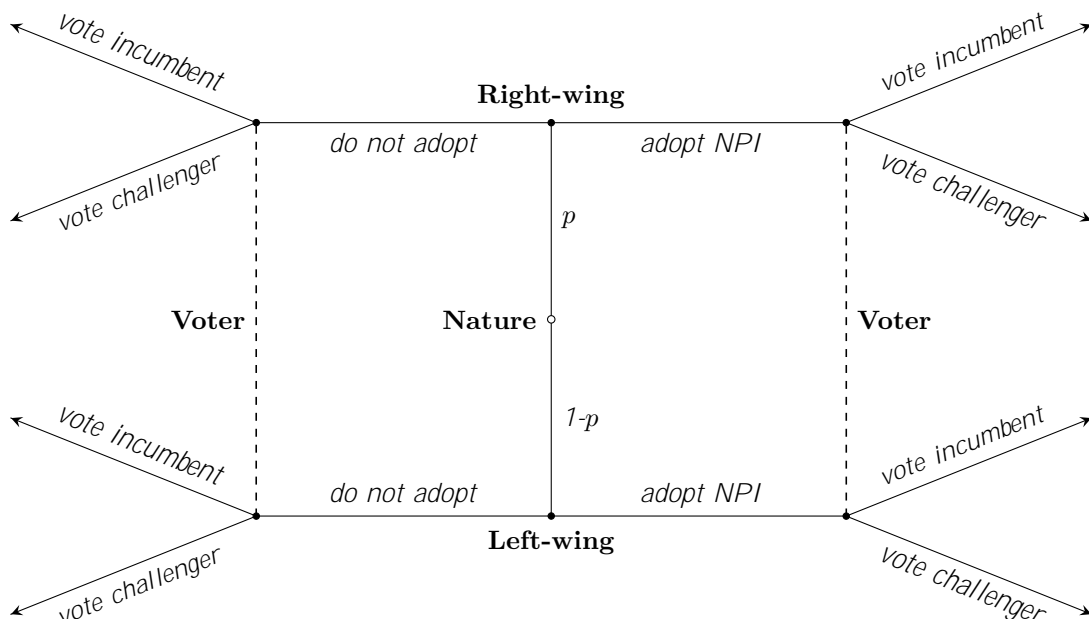 vote incumbent
vote incumbent
Right-wing
do not adopt
adopt NPI
vote challenger
vote challenger
p
Voter
Nature
Voter
1-p
vote incumbent
vote incumbent
do not adopt
adopt NPI
Left-wing
vote challenger
vote challenger